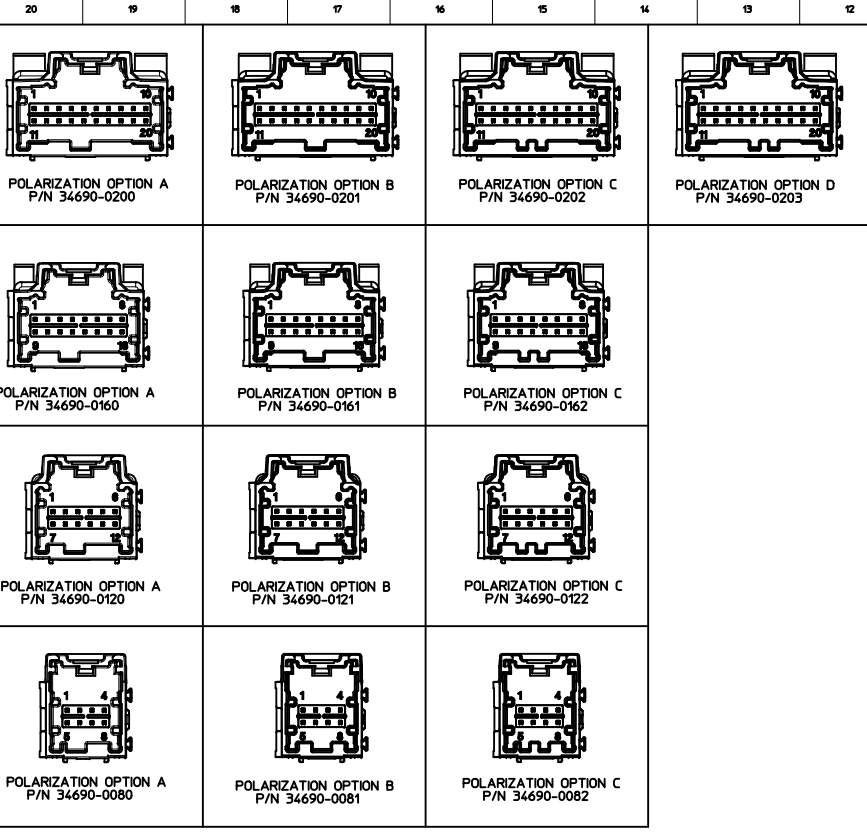 20 19 18 17 16 15 14 13 12
1 10
11 20
POLARIZATION OPTION A
P/N 34690-0200
1 10
11 20
POLARIZATION OPTION B
P/N 34690-0201
1 10
11 20
POLARIZATION OPTION C
P/N 34690-0202
1 10
11 20
POLARIZATION OPTION D
P/N 34690-0203
1 8
9 16
POLARIZATION OPTION A
P/N 34690-0160
1 8
9 16
POLARIZATION OPTION B
P/N 34690-0161
1 8
9 16
POLARIZATION OPTION C
P/N 34690-0162
1 6
7 12
POLARIZATION OPTION A
P/N 34690-0120
1 6
7 12
POLARIZATION OPTION B
P/N 34690-0121
1 6
7 12
POLARIZATION OPTION C
P/N 34690-0122
1 4
5 8
POLARIZATION OPTION A
P/N 34690-0080
1 4
5 8
POLARIZATION OPTION B
P/N 34690-0081
1 4
5 8
POLARIZATION OPTION C
P/N 34690-0082